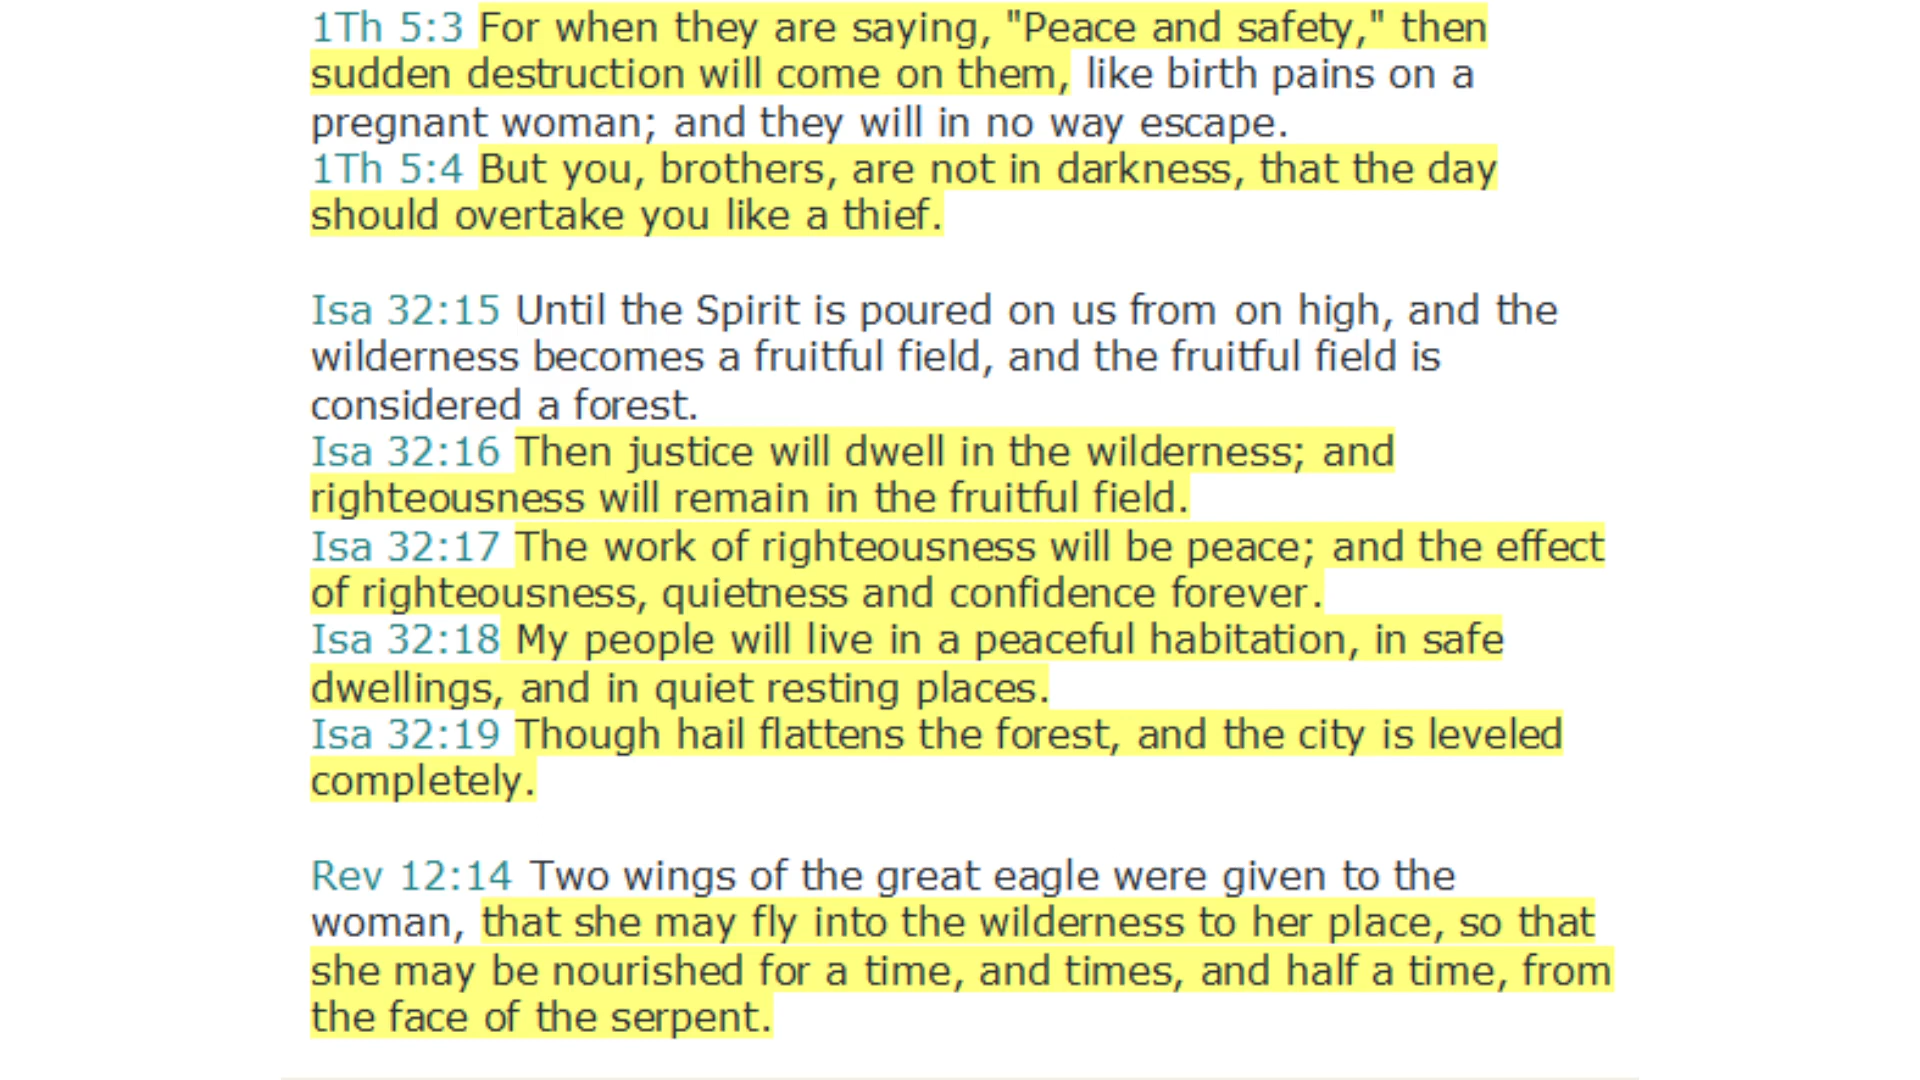 1Th 5:3 For when they are saying, "Peace and safety," then
sudden destruction will come on them, like birth pains on a
pregnant woman; and they will in no way escape.
1Th 5:4 But you, brothers, are not in darkness, that the day
should overtake you like a thief.
Isa 32:15 Until the Spirit is poured on us from on high, and the
wilderness becomes a fruitful field, and the fruitful field is
considered a forest.
Isa 32:16 Then justice will dwell in the wilderness; and
righteousness will remain in the fruitful field.
Isa 32:17 The work of righteousness will be peace; and the effect
of righteousness, quietness and confidence forever.
Isa 32:18 My people will live in a peaceful habitation, in safe
dwellings, and in quiet resting places.
Isa 32:19 Though hail flattens the forest, and the city is leveled
completely.
Rev 12:14 Two wings of the great eagle were given to the
woman, that she may fly into the wilderness to her place, so that
she may be nourished for a time, and times, and half a time, from
the face of the serpent.